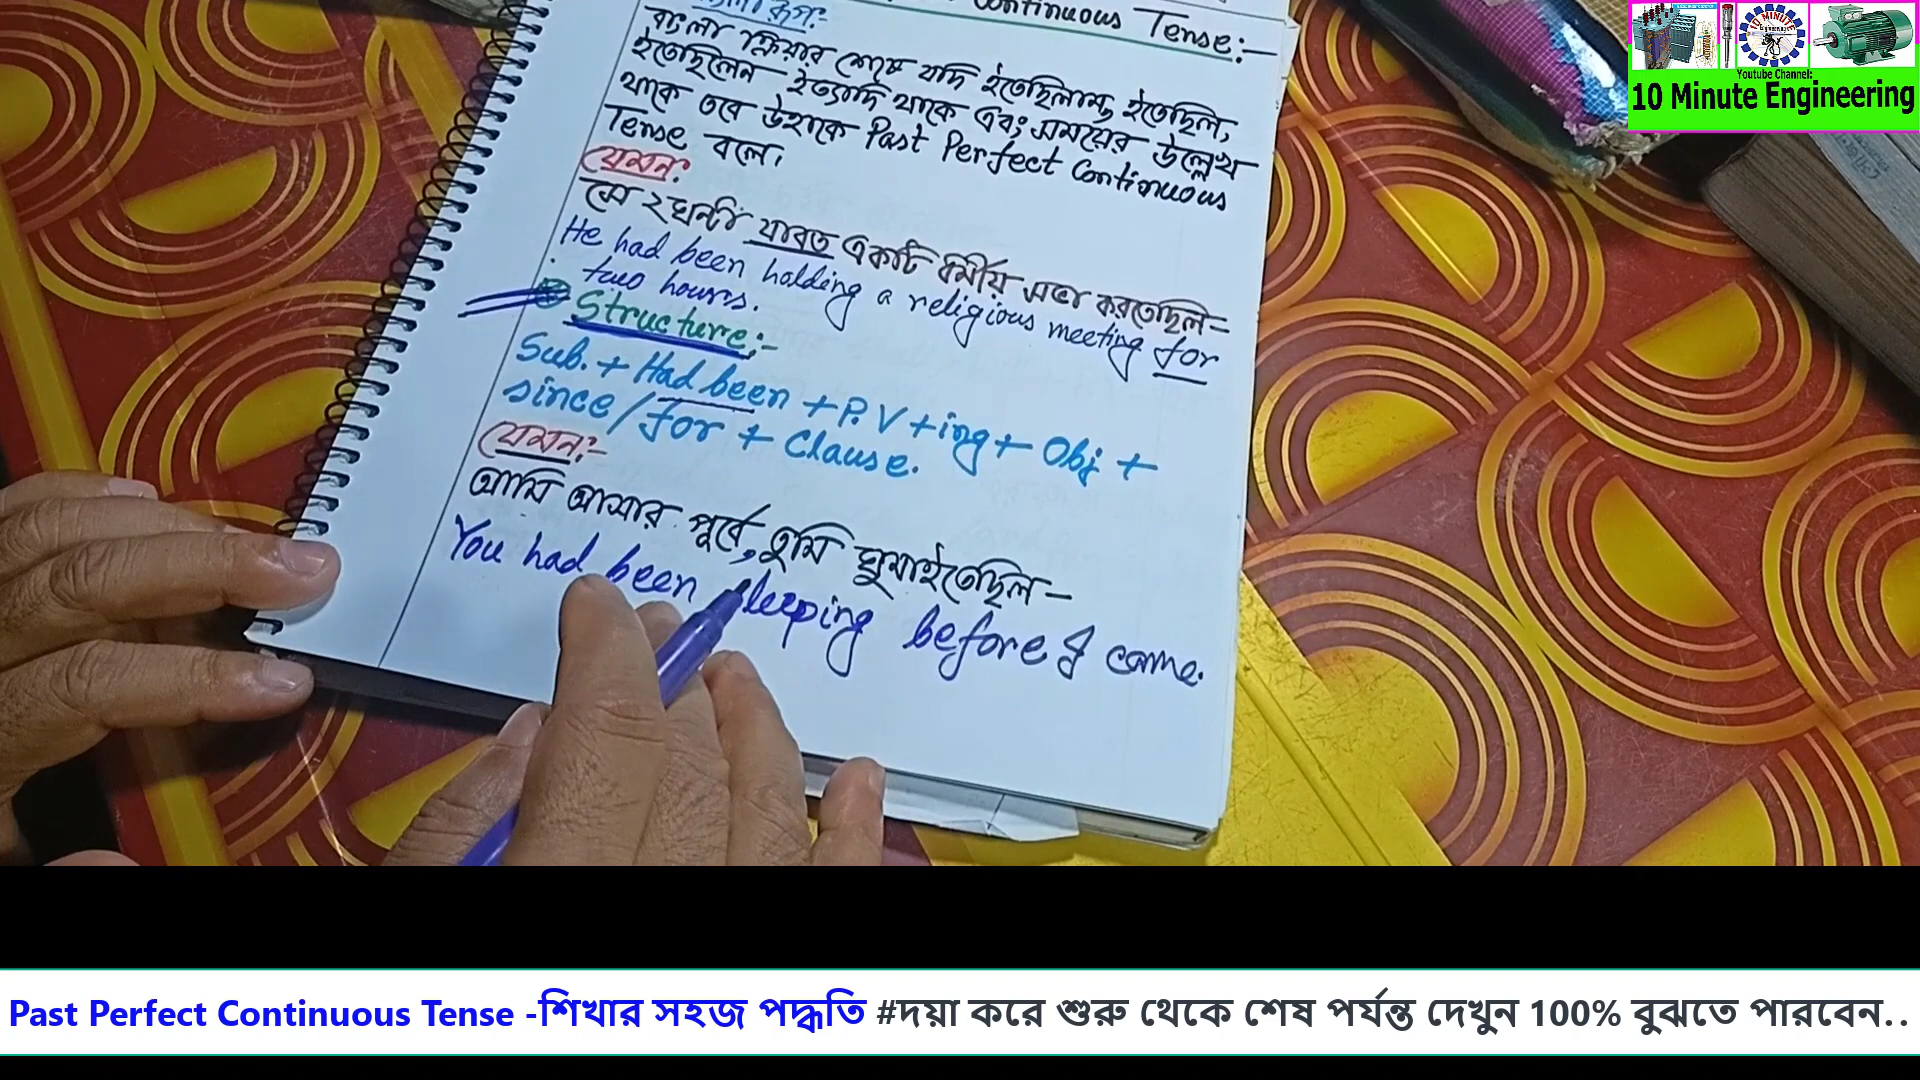 Continuous Tense:-
বাংলা রূপ:-
বাংলা ক্রিয়ার শেষে যদি ইতেছিলাম, ইতেছিল,
ইতেছিলেন ইত্যাদি থাকে এবং সময়ের উল্লেখ
থাকে তবে উহাকে Past Perfect Continuous
Tense বলে।
যেমন:
সে ২ ঘন্টা যাবত একটি ধর্মীয় সভা করতেছিল-
He had been holding a religious meeting for
two hours.
Structure:-
Sub. + Had been + P.V + ing + Obj +
since/for + Clause.
যেমন:-
আমি আসার পূর্বে, তুমি ঘুমাইতেছিল-
You had been sleeping before I came.
Youtube Channel:
10 Minute Engineering
Past Perfect Continuous Tense -শিখার সহজ পদ্ধতি #দয়া করে শুরু থেকে শেষ পর্যন্ত দেখুন 100% বুঝতে পারবেন..